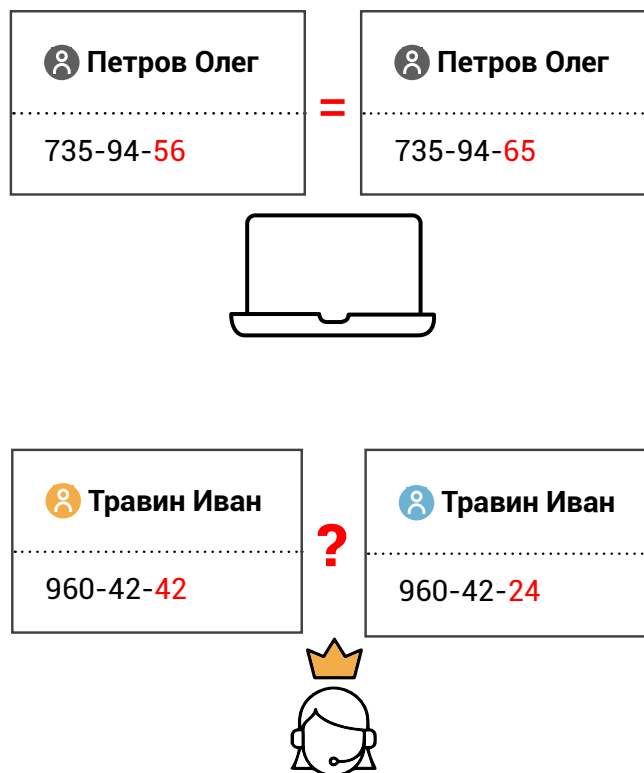 Петров Олег
735-94-56
=
Петров Олег
735-94-65
Травин Иван
960-42-42
?
Травин Иван
960-42-24